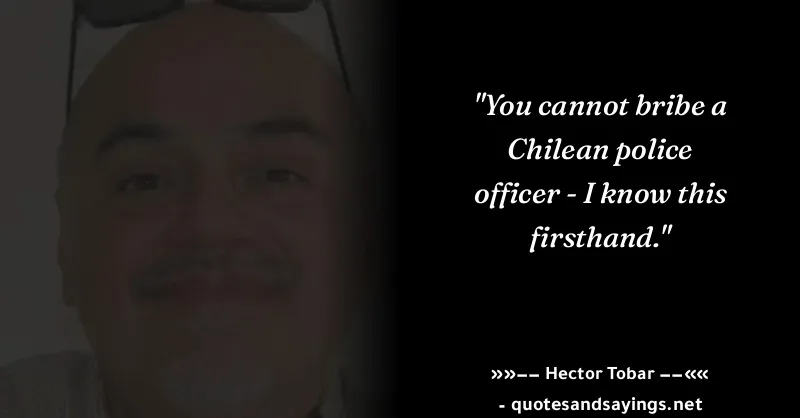 "You cannot bribe a
Chilean police
officer - I know this
firsthand."
»»–– Hector Tobar ––««
- quotesandsayings.net